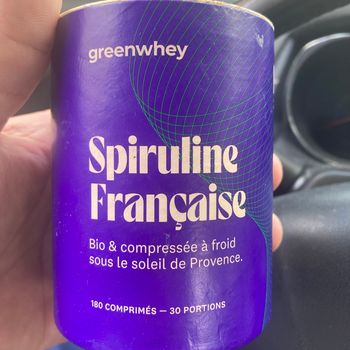 greenwhey
Spiruline
Française
Bio & compressée à froid
sous le soleil de Provence.
180 COMPRIMÉS — 30 PORTIONS